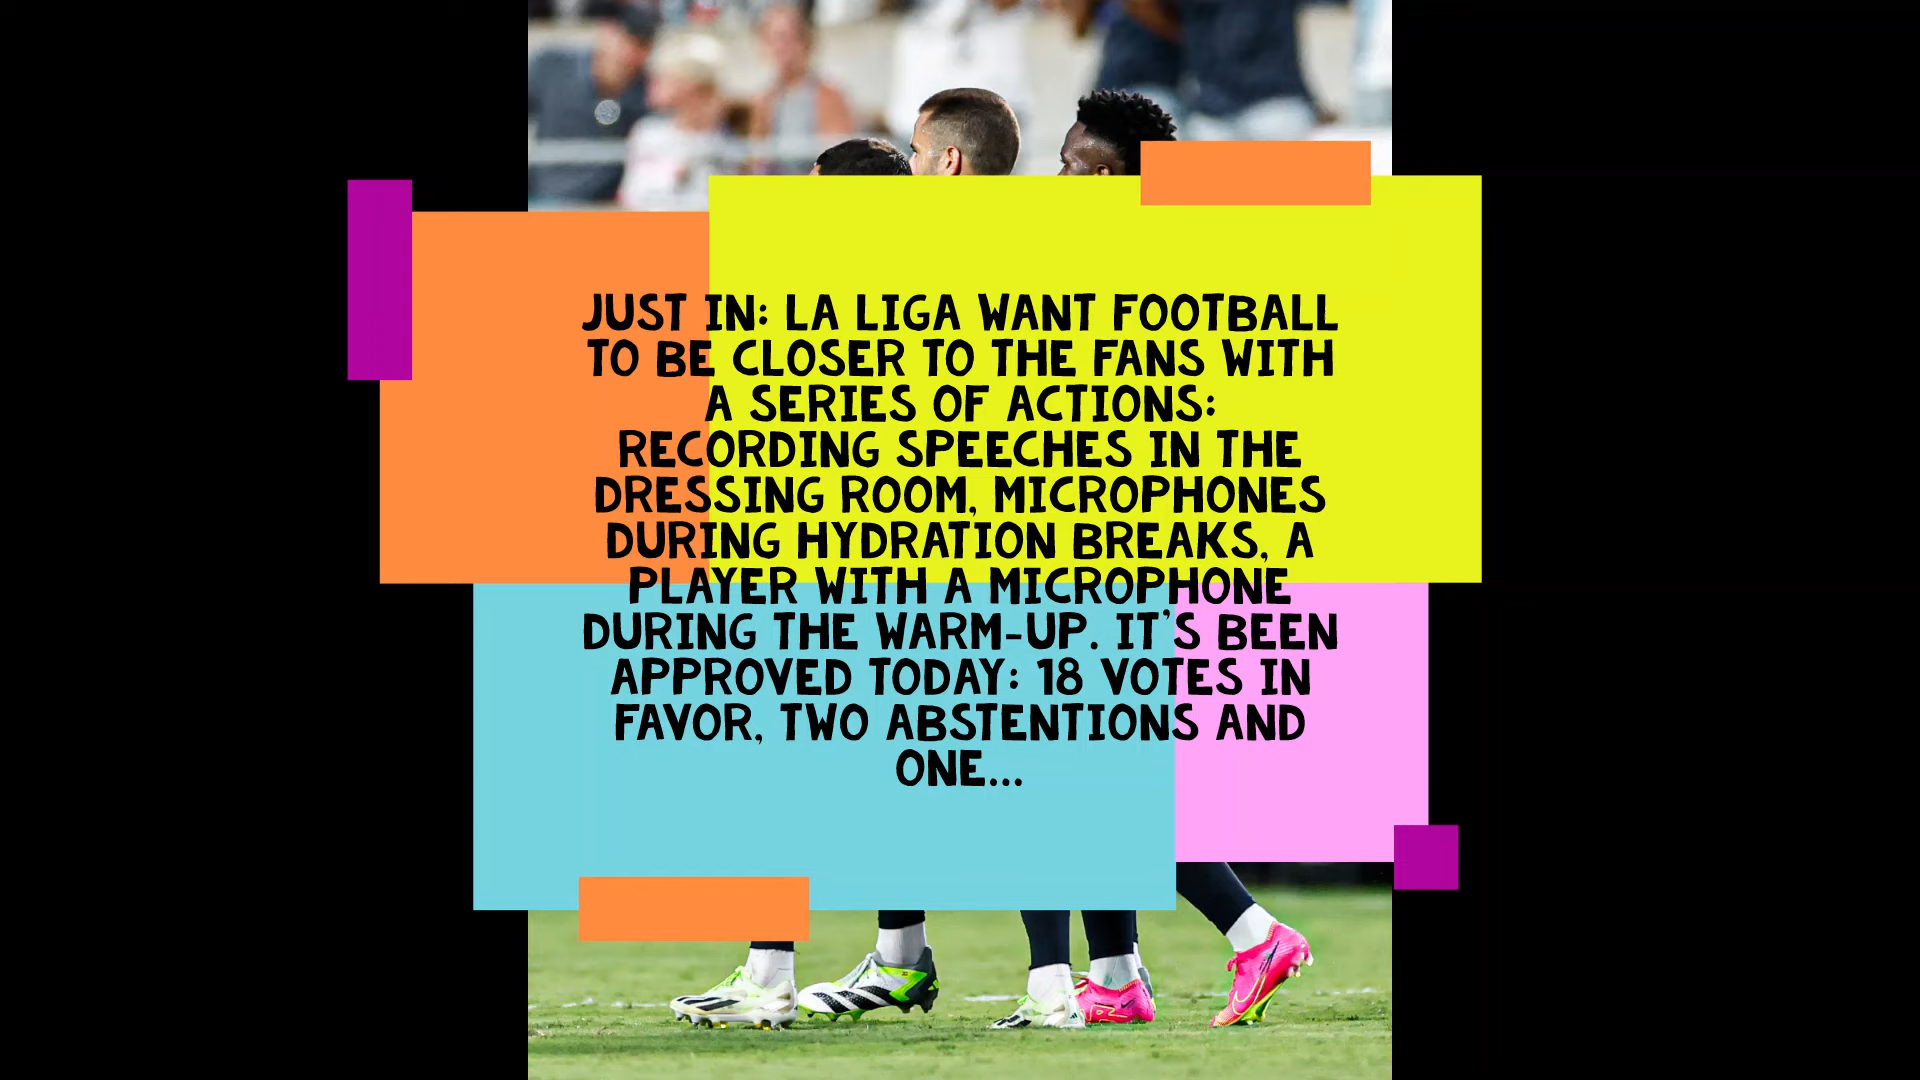 JUST IN: LA LIGA WANT FOOTBALL
TO BE CLOSER TO THE FANS WITH
A SERIES OF ACTIONS:
RECORDING SPEECHES IN THE
DRESSING ROOM, MICROPHONES
DURING HYDRATION BREAKS, A
PLAYER WITH A MICROPHONE
DURING THE WARM-UP. IT'S BEEN
APPROVED TODAY: 18 VOTES IN
FAVOR, TWO ABSTENTIONS AND
ONE...